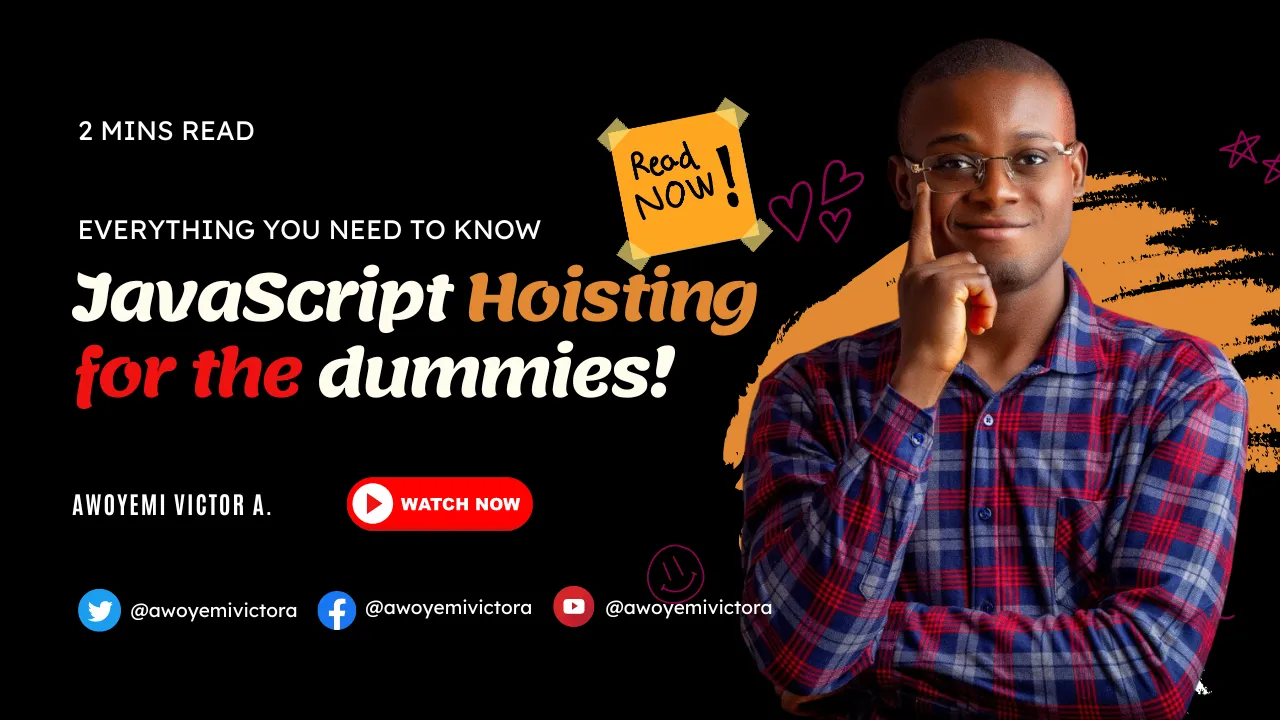 2 MINS READ
Read
NOW!
EVERYTHING YOU NEED TO KNOW
JavaScript Hoisting
for the dummies!
AWOYEMI VICTOR A.
WATCH NOW
@awoyemivictora
@awoyemivictora
@awoyemivictora